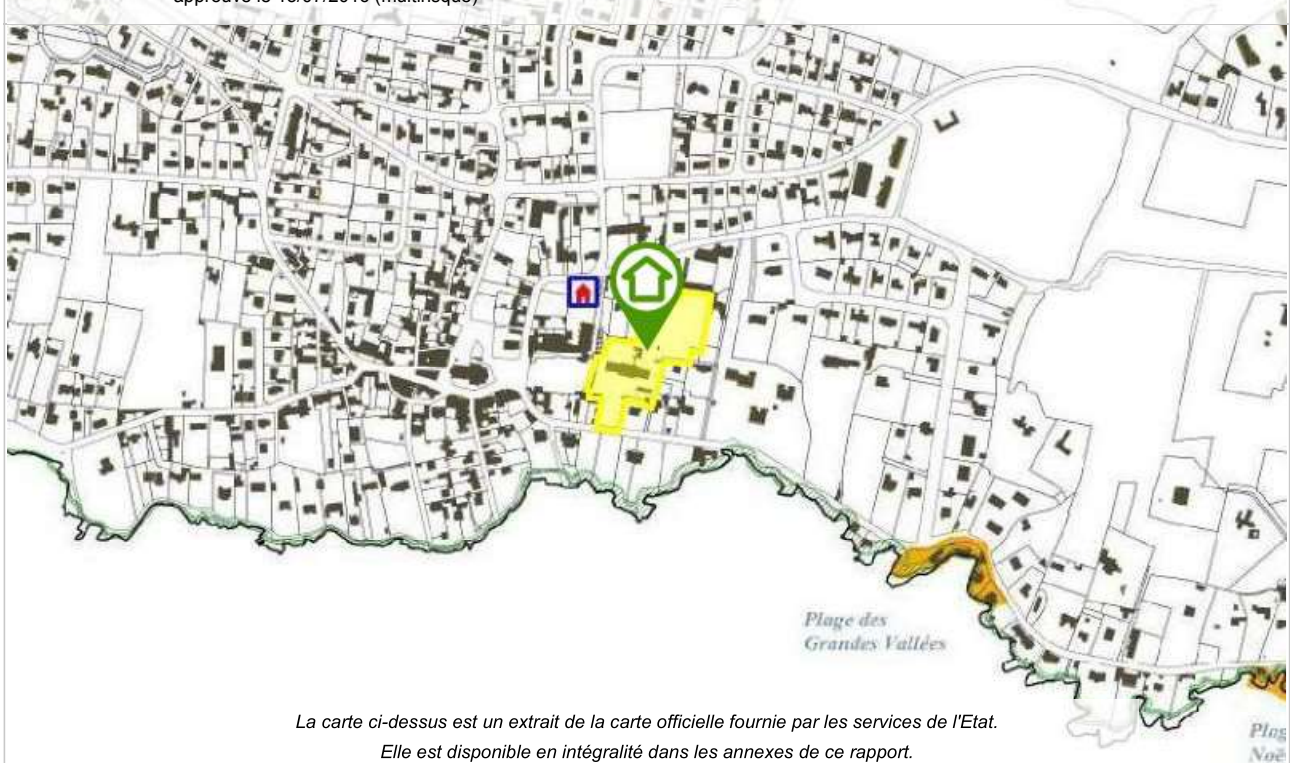 Plage des
Grandes Vallées
La carte ci-dessus est un extrait de la carte officielle fournie par les services de l'Etat.
Elle est disponible en intégralité dans les annexes de ce rapport.